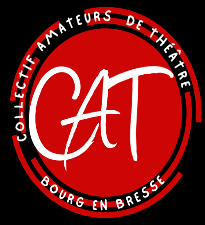 COLLECTIF AMATEURS DE THÉÂTRE
CAT
BOURG EN BRESSE